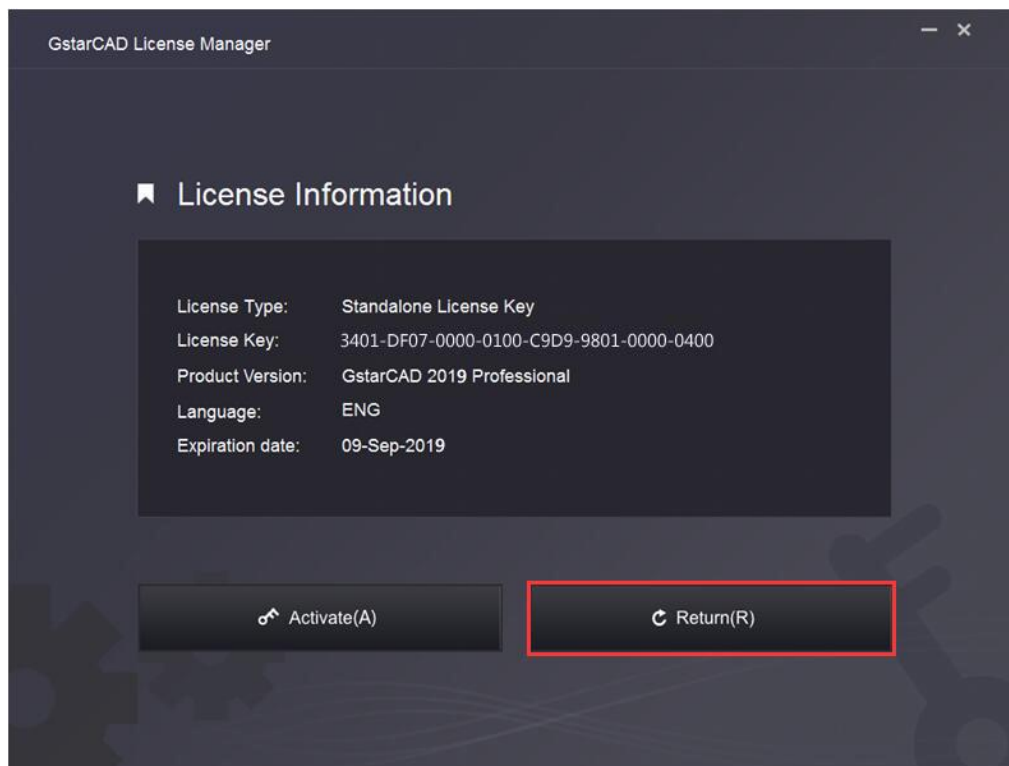 GstarCAD License Manager
License Information
License Type: Standalone License Key
License Key: 3401-DF07-0000-0100-C9D9-9801-0000-0400
Product Version: GstarCAD 2019 Professional
Language: ENG
Expiration date: 09-Sep-2019
Activate(A) Return(R)